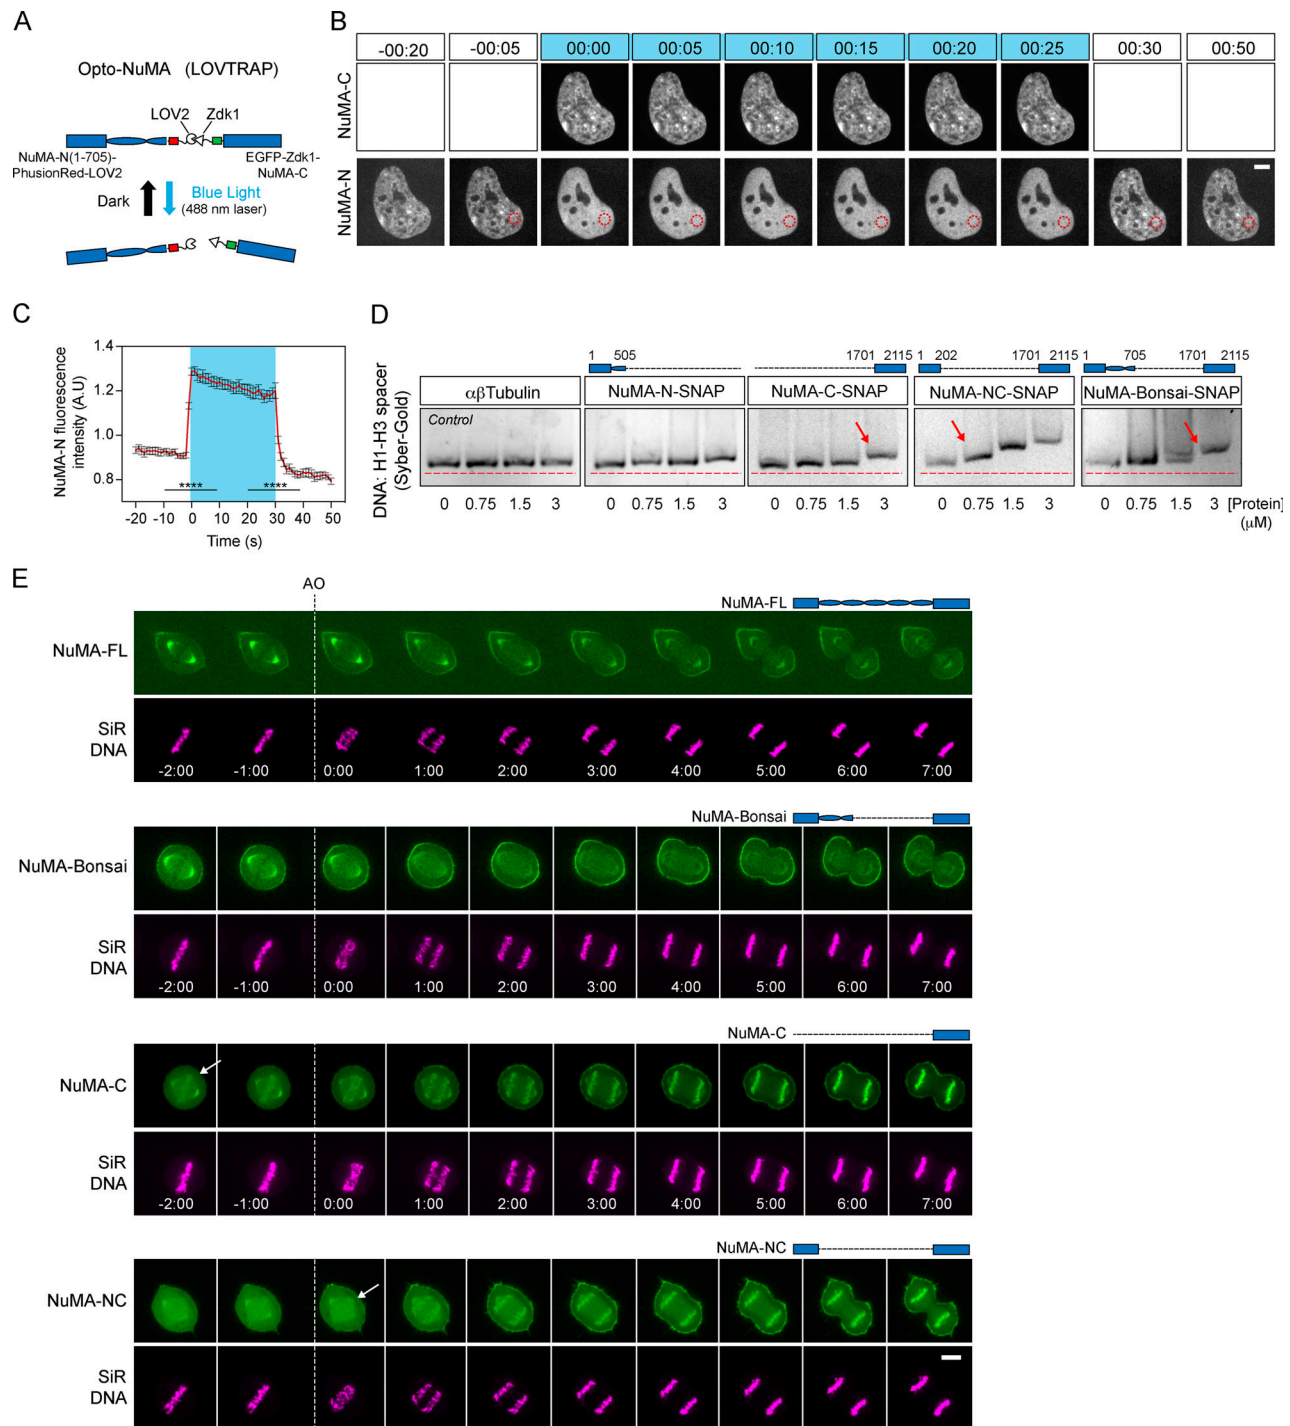 A
Opto-NuMA (LOVTRAP)
LOV2 Zdk1
NuMA-N(1-705)-
PhusionRed-LOV2
EGFP-Zdk1-
NuMA-C
Dark
Blue Light
(488 nm laser)
B
-00:20 -00:05 00:00 00:05 00:10 00:15 00:20 00:25 00:30 00:50
NuMA-C
NuMA-N
C
NuMA-N fluorescence
intensity (A.U)
1.4
1.2
1.0
0.8
**** ****
-20 -10 0 10 20 30 40 50
Time (s)
D
DNA: H1-H3 spacer
(Syber-Gold)
1 505 1701 2115 1 202 1701 2115 1 705 1701 2115
αβTubulin NuMA-N-SNAP NuMA-C-SNAP NuMA-NC-SNAP NuMA-Bonsai-SNAP
Control
0 0.75 1.5 3 0 0.75 1.5 3 0 0.75 1.5 3 0 0.75 1.5 3 0 0.75 1.5 3 [Protein]
(μM)
E
AO
NuMA-FL
NuMA-FL
SiR
DNA
-2:00 -1:00 0:00 1:00 2:00 3:00 4:00 5:00 6:00 7:00
NuMA-Bonsai
NuMA-Bonsai
SiR
DNA
-2:00 -1:00 0:00 1:00 2:00 3:00 4:00 5:00 6:00 7:00
NuMA-C
NuMA-C
SiR
DNA
-2:00 -1:00 0:00 1:00 2:00 3:00 4:00 5:00 6:00 7:00
NuMA-NC
NuMA-NC
SiR
DNA